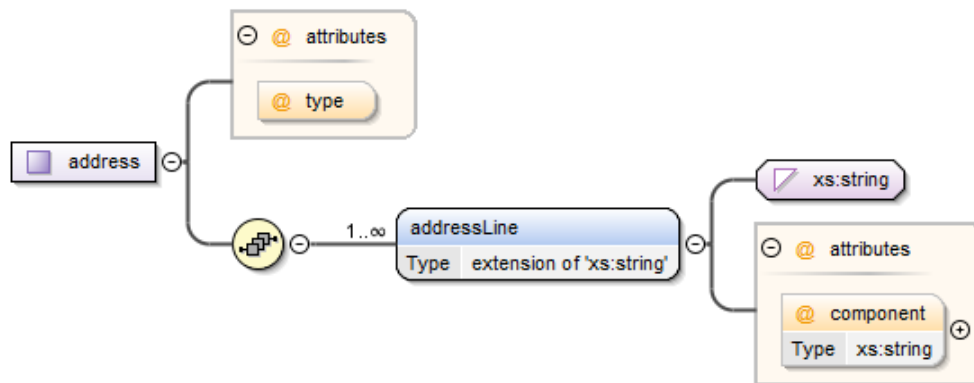 @ attributes
@ type
address
1..∞
addressLine
Type extension of 'xs:string'
xs:string
@ attributes
@ component
Type xs:string